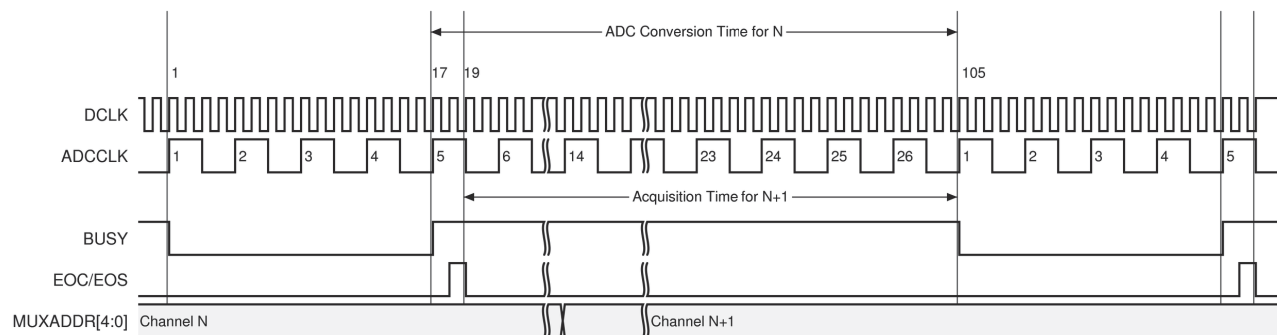 ADC Conversion Time for N
1 17 19 105
DCLK
ADCCLK 1 2 3 4 5 6 14 23 24 25 26 1 2 3 4 5
Acquisition Time for N+1
BUSY
EOC/EOS
MUXADDR[4:0] Channel N Channel N+1